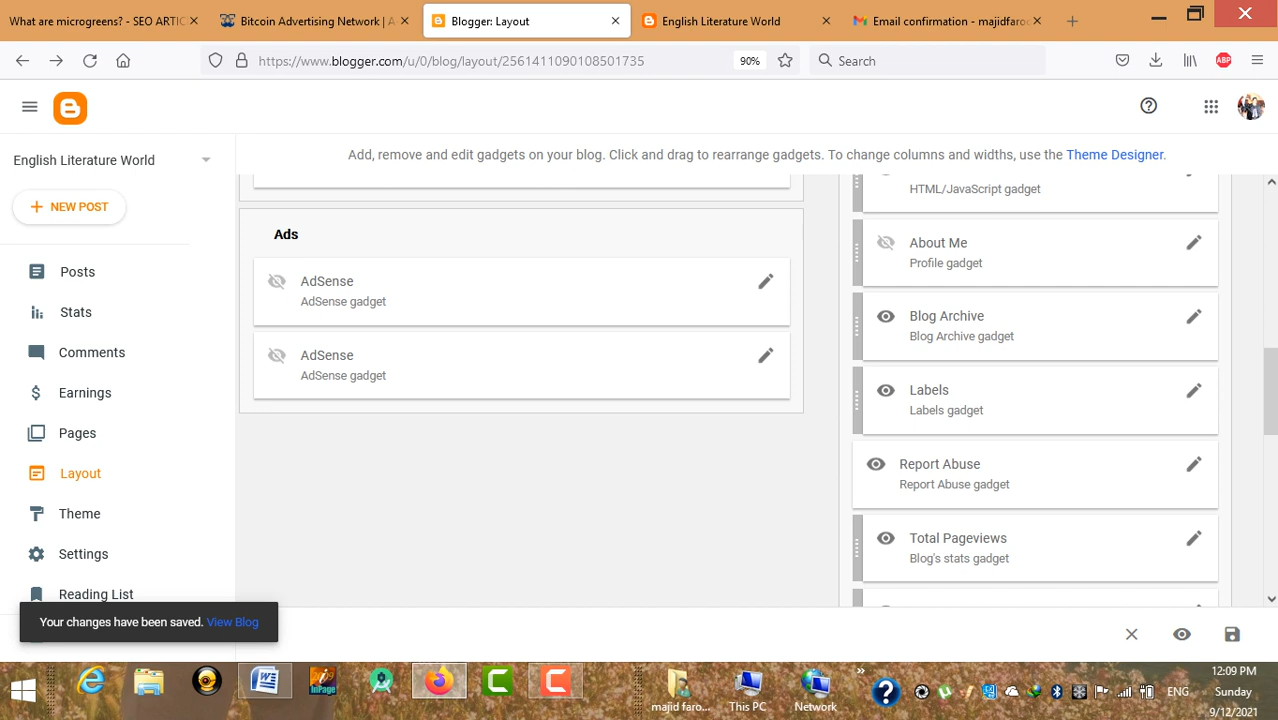 What are microgreens? - SEO ARTIC
Bitcoin Advertising Network | A
Blogger: Layout
English Literature World
Email confirmation - majidfaroo
https://www.blogger.com/u/0/blog/layout/2561411090108501735
90%
Search
ABP
English Literature World
Add, remove and edit gadgets on your blog. Click and drag to rearrange gadgets. To change columns and widths, use the Theme Designer.
NEW POST
Posts
Stats
Comments
Earnings
Pages
Layout
Theme
Settings
Reading List
Ads
AdSense
AdSense gadget
AdSense
AdSense gadget
HTML/JavaScript gadget
About Me
Profile gadget
Blog Archive
Blog Archive gadget
Labels
Labels gadget
Report Abuse
Report Abuse gadget
Total Pageviews
Blog's stats gadget
Your changes have been saved. View Blog
InPage
majid faro...
This PC
Network
ENG
12:09 PM
Sunday
9/12/2021